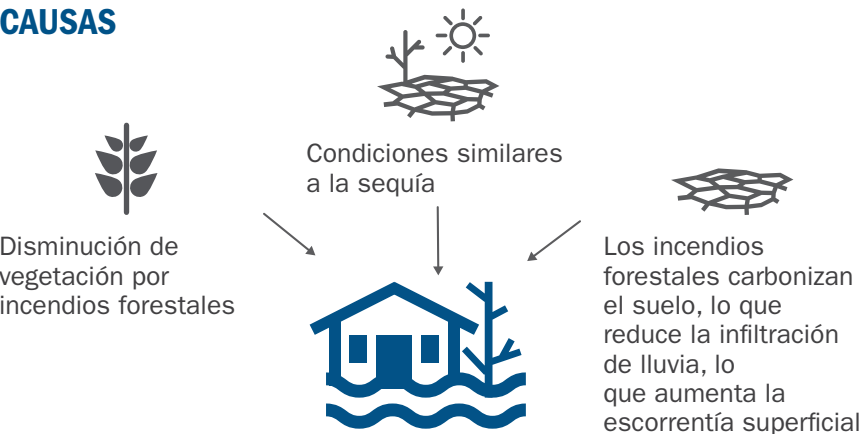 CAUSAS
Condiciones similares
a la sequía
Disminución de
vegetación por
incendios forestales
Los incendios
forestales carbonizan
el suelo, lo que
reduce la infiltración
de lluvia, lo
que aumenta la
escorrentía superficial